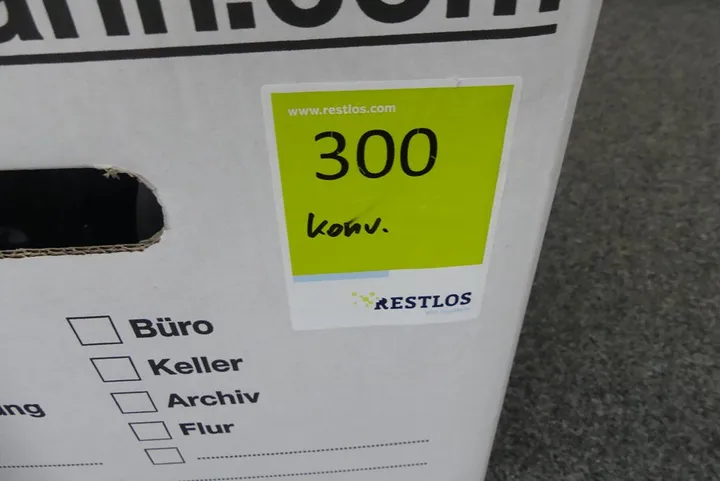 www.restlos.com
300
Konv.
RESTLOS
Büro
Keller
Archiv
Flur